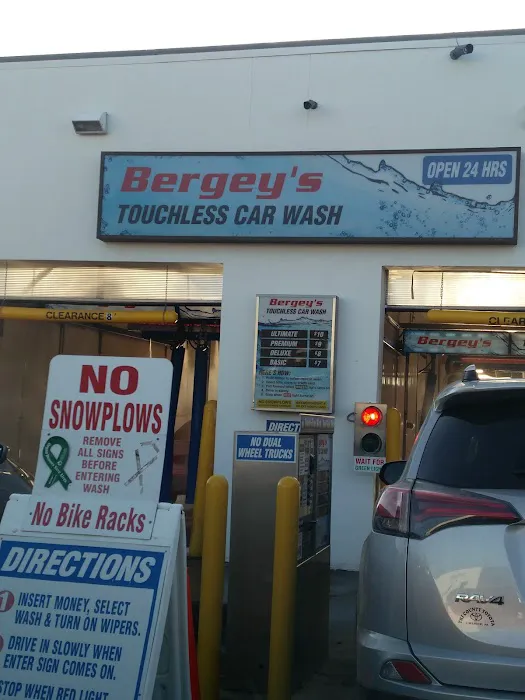 Bergey's
OPEN 24 HRS
TOUCHLESS CAR WASH
CLEARANCE 8'
Bergey's
TOUCHLESS CAR WASH
ULTIMATE $10
PREMIUM $9
DELUXE $8
BASIC $7
Bergey's
NO DUAL
WHEEL TRUCKS
WAIT FOR
GREEN LIGHT
NO
SNOWPLOWS
REMOVE
ALL SIGNS
BEFORE
ENTERING
WASH
No Bike Racks
DIRECTIONS
1 INSERT MONEY, SELECT
WASH & TURN ON WIPERS.
DRIVE IN SLOWLY WHEN
ENTER SIGN COMES ON.
STOP WHEN RED LIGHT
RAV4